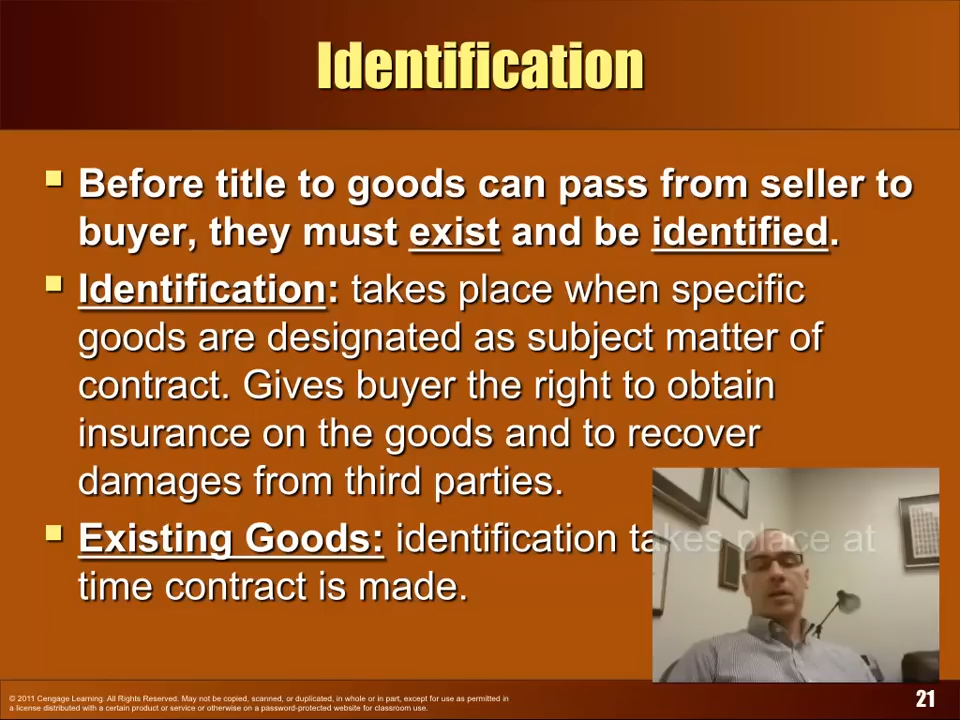 Identification
Before title to goods can pass from seller to
buyer, they must exist and be identified.
Identification: takes place when specific
goods are designated as subject matter of
contract. Gives buyer the right to obtain
insurance on the goods and to recover
damages from third parties.
Existing Goods: identification takes place at
time contract is made.
© 2011 Cengage Learning. All Rights Reserved. May not be copied, scanned, or duplicated, in whole or in part, except for use as permitted in
a license distributed with a certain product or service or otherwise on a password-protected website for classroom use.
21